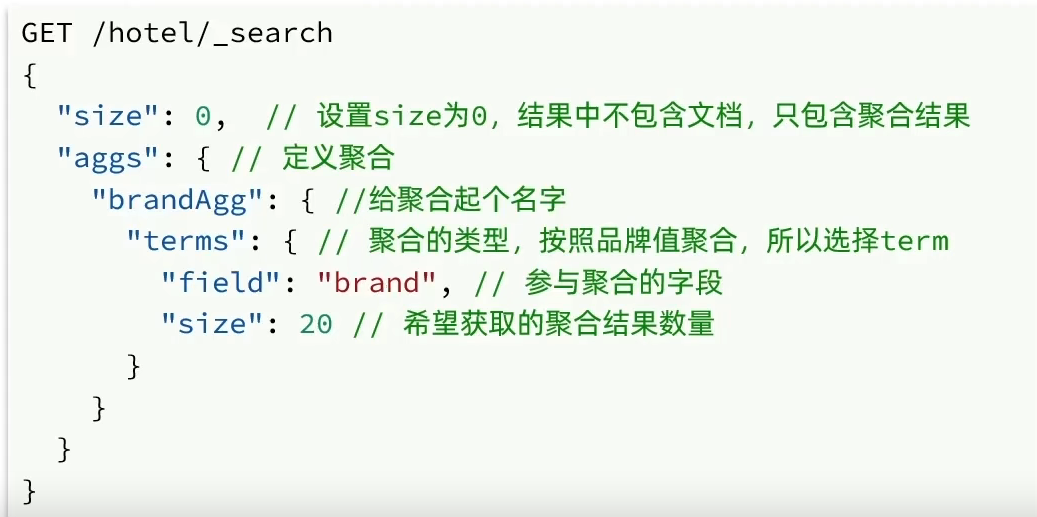 GET /hotel/_search
{
  "size": 0,  // 设置size为0，结果中不包含文档，只包含聚合结果
  "aggs": { // 定义聚合
    "brandAgg": { //给聚合起个名字
      "terms": { // 聚合的类型，按照品牌值聚合，所以选择term
        "field": "brand", // 参与聚合的字段
        "size": 20 // 希望获取的聚合结果数量
      }
    }
  }
}